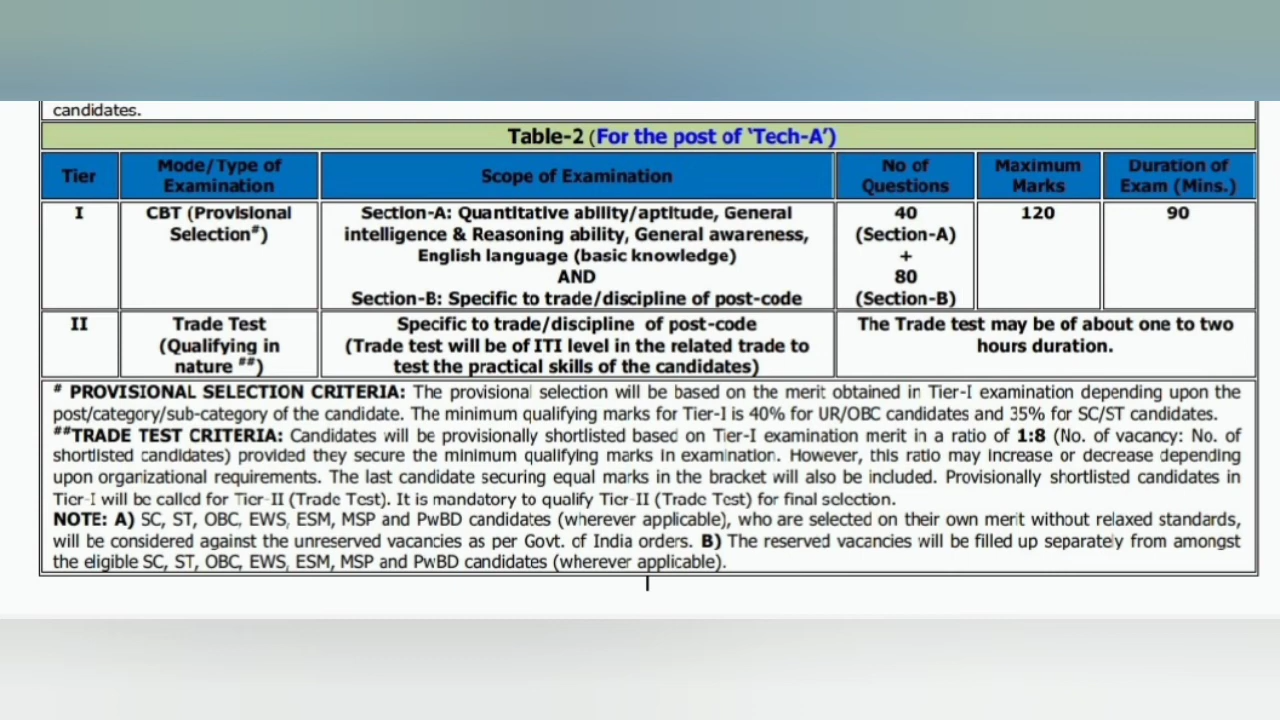 candidates.
Table-2 (For the post of ‘Tech-A’)
Tier
Mode/Type of
Examination
Scope of Examination
No of
Questions
Maximum
Marks
Duration of
Exam (Mins.)
I
CBT (Provisional
Selection#)
Section-A: Quantitative ability/aptitude, General
intelligence & Reasoning ability, General awareness,
English language (basic knowledge)
AND
Section-B: Specific to trade/discipline of post-code
40
(Section-A)
+
80
(Section-B)
120
90
II
Trade Test
(Qualifying in
nature ##)
Specific to trade/discipline of post-code
(Trade test will be of ITI level in the related trade to
test the practical skills of the candidates)
The Trade test may be of about one to two
hours duration.
# PROVISIONAL SELECTION CRITERIA: The provisional selection will be based on the merit obtained in Tier-I examination depending upon the
post/category/sub-category of the candidate. The minimum qualifying marks for Tier-I is 40% for UR/OBC candidates and 35% for SC/ST candidates.
##TRADE TEST CRITERIA: Candidates will be provisionally shortlisted based on Tier-I examination merit in a ratio of 1:8 (No. of vacancy: No. of
shortlisted candidates) provided they secure the minimum qualifying marks in examination. However, this ratio may increase or decrease depending
upon organizational requirements. The last candidate securing equal marks in the bracket will also be included. Provisionally shortlisted candidates in
Tier-I will be called for Tier-II (Trade Test). It is mandatory to qualify Tier-II (Trade Test) for final selection.
NOTE: A) SC, ST, OBC, EWS, ESM, MSP and PwBD candidates (wherever applicable), who are selected on their own merit without relaxed standards,
will be considered against the unreserved vacancies as per Govt. of India orders. B) The reserved vacancies will be filled up separately from amongst
the eligible SC, ST, OBC, EWS, ESM, MSP and PwBD candidates (wherever applicable).